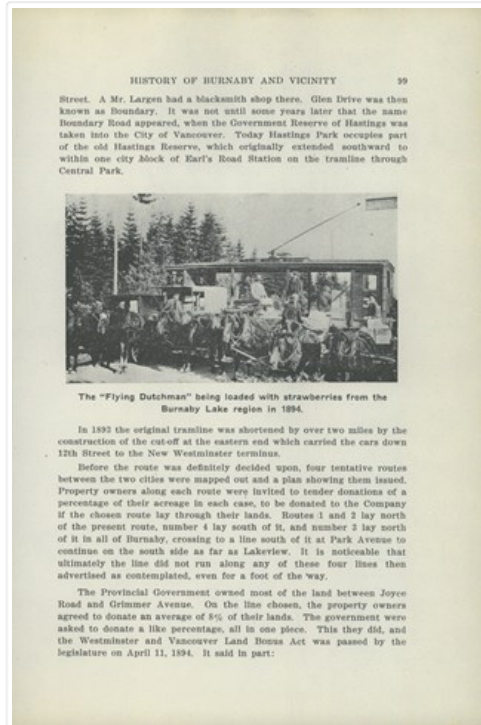 HISTORY OF BURNABY AND VICINITY 99
Street. A Mr. Largen had a blacksmith shop there. Glen Drive was then
known as Boundary. It was not until some years later that the name
Boundary Road appeared, when the Government Reserve of Hastings was
taken into the City of Vancouver. Today Hastings Park occupies part
of the old Hastings Reserve, which originally extended southward to
within one city block of Earl's Road Station on the tramline through
Central Park.
The "Flying Dutchman" being loaded with strawberries from the
Burnaby Lake region in 1894.
In 1893 the original tramline was shortened by over two miles by the
construction of the cut-off at the eastern end which carried the cars down
12th Street to the New Westminster terminus.
Before the route was definitely decided upon, four tentative routes
between the two cities were mapped out and a plan showing them issued.
Property owners along each route were invited to tender donations of a
percentage of their acreage in each case, to be donated to the Company
if the chosen route lay through their lands. Routes 1 and 2 lay north
of the present route, number 4 lay south of it, and number 3 lay north
of it in all of Burnaby, crossing to a line south of it at Park Avenue to
continue on the south side as far as Lakeview. It is noticeable that
ultimately the line did not run along any of these four lines then
advertised as contemplated, even for a foot of the way.
The Provincial Government owned most of the land between Joyce
Road and Grimmer Avenue. On the line chosen, the property owners
agreed to donate an average of 8% of their lands. The government were
asked to donate a like percentage, all in one piece. This they did, and
the Westminster and Vancouver Land Bonus Act was passed by the
legislature on April 11, 1894. It said in part: